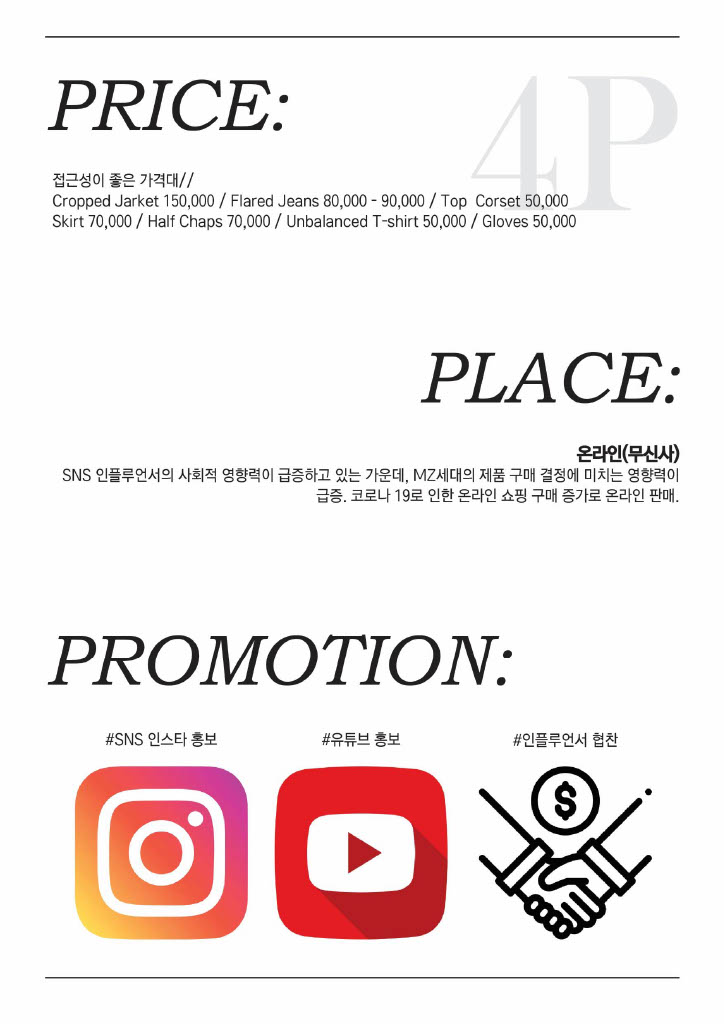 4P
PRICE:
접근성이 좋은 가격대//
Cropped Jarket 150,000 / Flared Jeans 80,000 - 90,000 / Top Corset 50,000
Skirt 70,000 / Half Chaps 70,000 / Unbalanced T-shirt 50,000 / Gloves 50,000
PLACE:
온라인(무신사)
SNS 인플루언서의 사회적 영향력이 급증하고 있는 가운데, MZ세대의 제품 구매 결정에 미치는 영향력이
급증. 코로나 19로 인한 온라인 쇼핑 구매 증가로 온라인 판매.
PROMOTION:
#SNS 인스타 홍보
#유튜브 홍보
#인플루언서 협찬
$